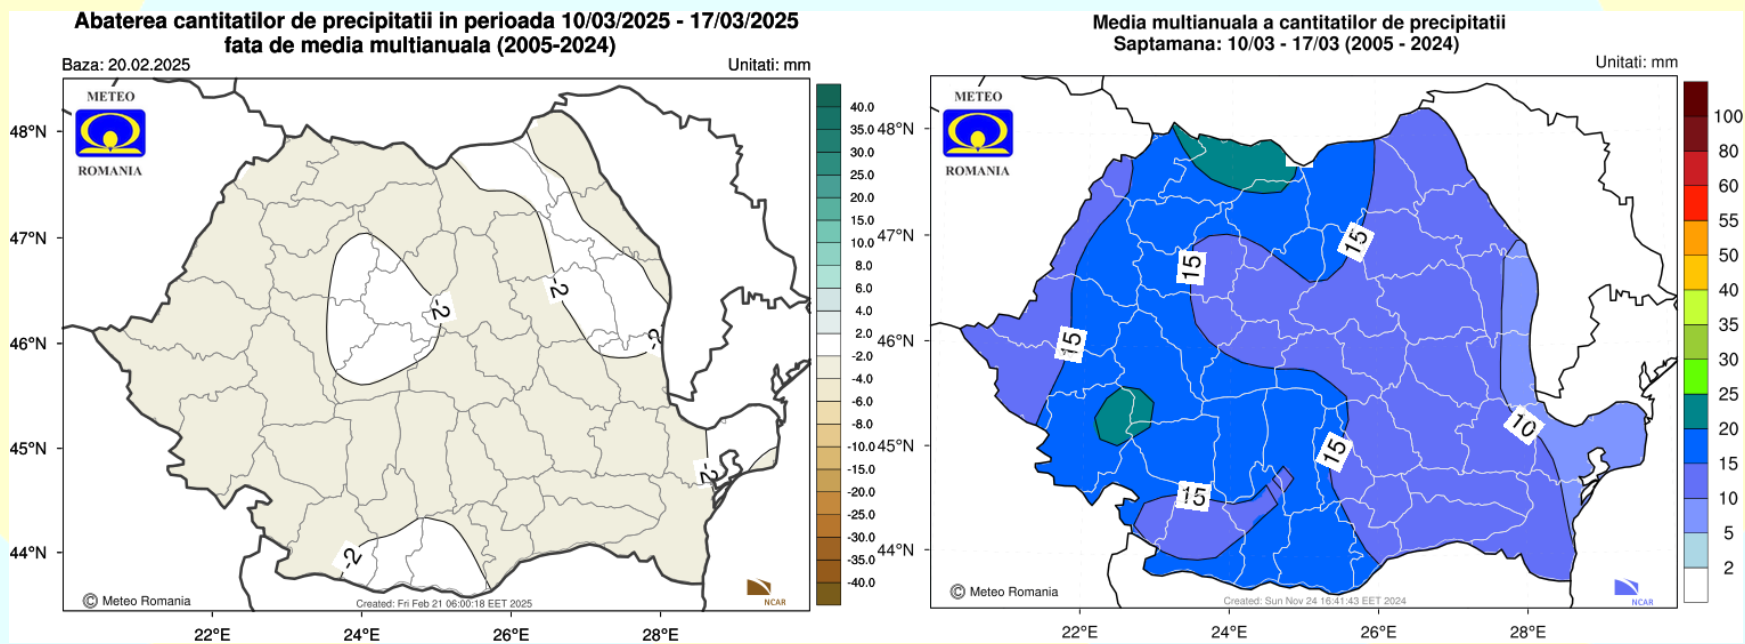 Abaterea cantitatilor de precipitatii in perioada 10/03/2025 - 17/03/2025
fata de media multianuala (2005-2024)
Baza: 20.02.2025
Unitati: mm
METEO
ROMANIA
48°N
47°N
46°N
45°N
44°N
22°E
24°E
26°E
28°E
-2
-2
-2
-2
-2
40.0
35.0
30.0
25.0
20.0
15.0
10.0
8.0
6.0
4.0
2.0
-2.0
-4.0
-6.0
-8.0
-10.0
-15.0
-20.0
-25.0
-30.0
-35.0
-40.0
© Meteo Romania
Created: Fri Feb 21 06:00:18 EET 2025
NCAR
Media multianuala a cantitatilor de precipitatii
Saptamana: 10/03 - 17/03 (2005 - 2024)
Unitati: mm
METEO
ROMANIA
48°N
47°N
46°N
45°N
44°N
22°E
24°E
26°E
28°E
15
15
15
10
15
15
100
80
60
55
50
45
40
35
30
25
20
15
10
5
2
© Meteo Romania
Created: Sun Nov 24 16:41:43 EET 2024
NCAR